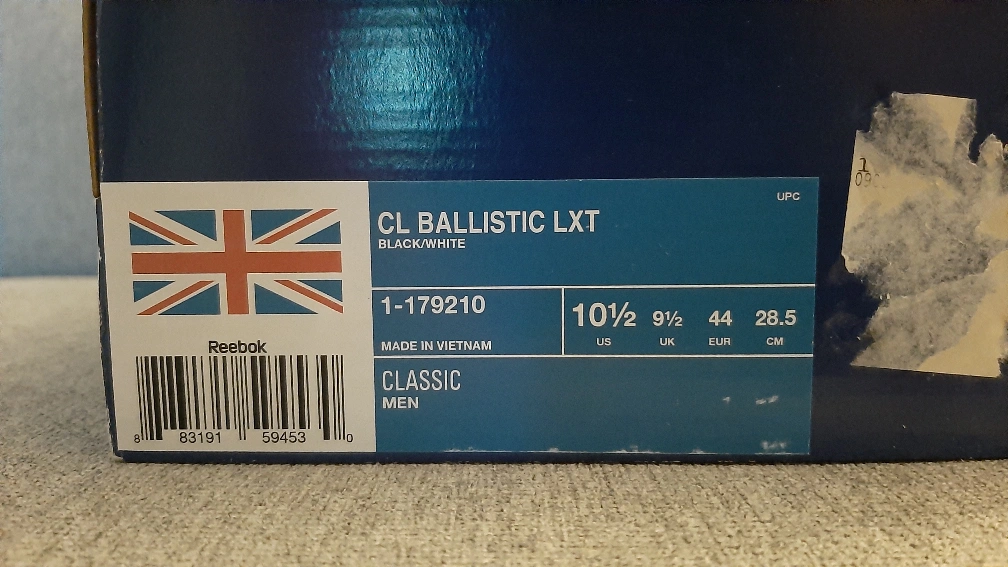 UPC
CL BALLISTIC LXT
BLACK/WHITE
1-179210
10½ 9½ 44 28.5
US UK EUR CM
MADE IN VIETNAM
Reebok
CLASSIC
MEN
8 83191 59453 0
1